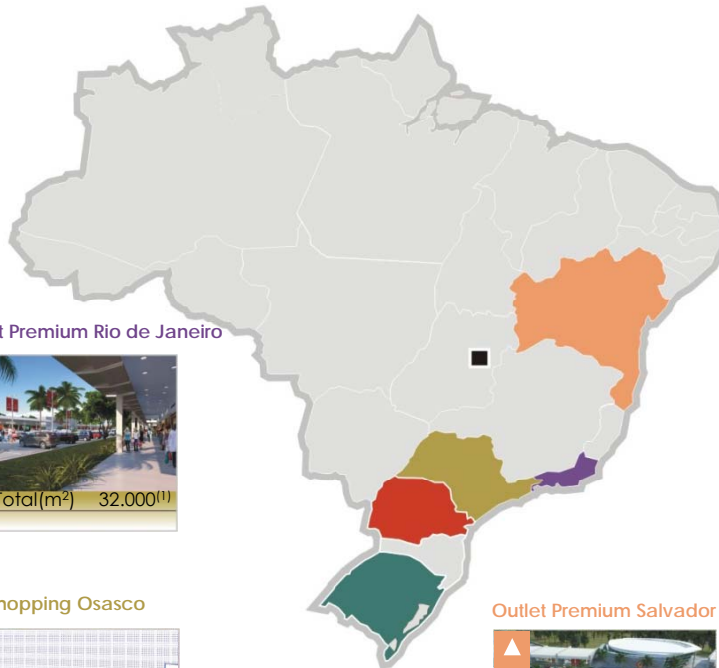 t Premium Rio de Janeiro
Total(m²) 32.000⁽¹⁾
hopping Osasco
Outlet Premium Salvador